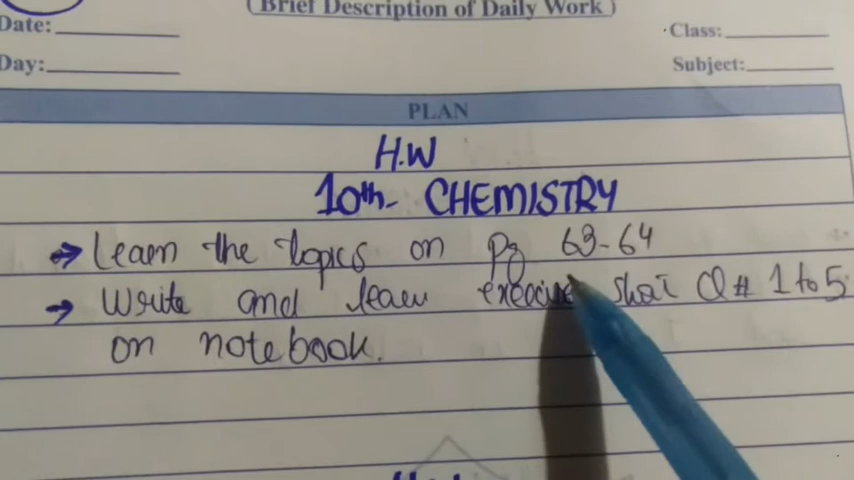 (Brief Description of Daily Work)
Date:
Class:
Day:
Subject:
PLAN
H.W
10th- CHEMISTRY
→ Learn the topics on Pg 63-64
→ Write and learn exercise short Q # 1 to 5
on notebook.